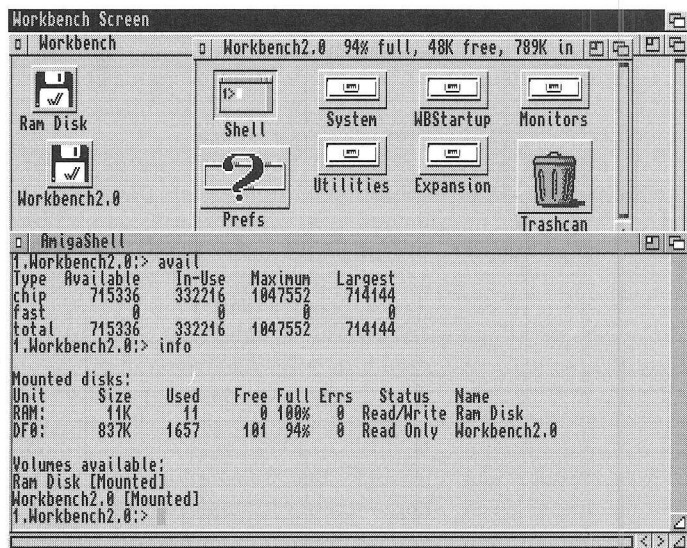 Workbench Screen
Workbench
Workbench2.0 94% full, 48K free, 789K in
Ram Disk
Workbench2.0
1>
Shell
System
WBStartup
Monitors
Prefs
Utilities
Expansion
Trashcan
AmigaShell
1.Workbench2.0:> avail
Type Available In-Use Maximum Largest
chip 715336 332216 1047552 714144
fast 0 0 0 0
total 715336 332216 1047552 714144
1.Workbench2.0:> info
Mounted disks:
Unit Size Used Free Full Errs Status Name
RAM: 11K 11 0 100% 0 Read/Write Ram Disk
DF0: 837K 1657 101 94% 0 Read Only Workbench2.0
Volumes available:
Ram Disk [Mounted]
Workbench2.0 [Mounted]
1.Workbench2.0:>